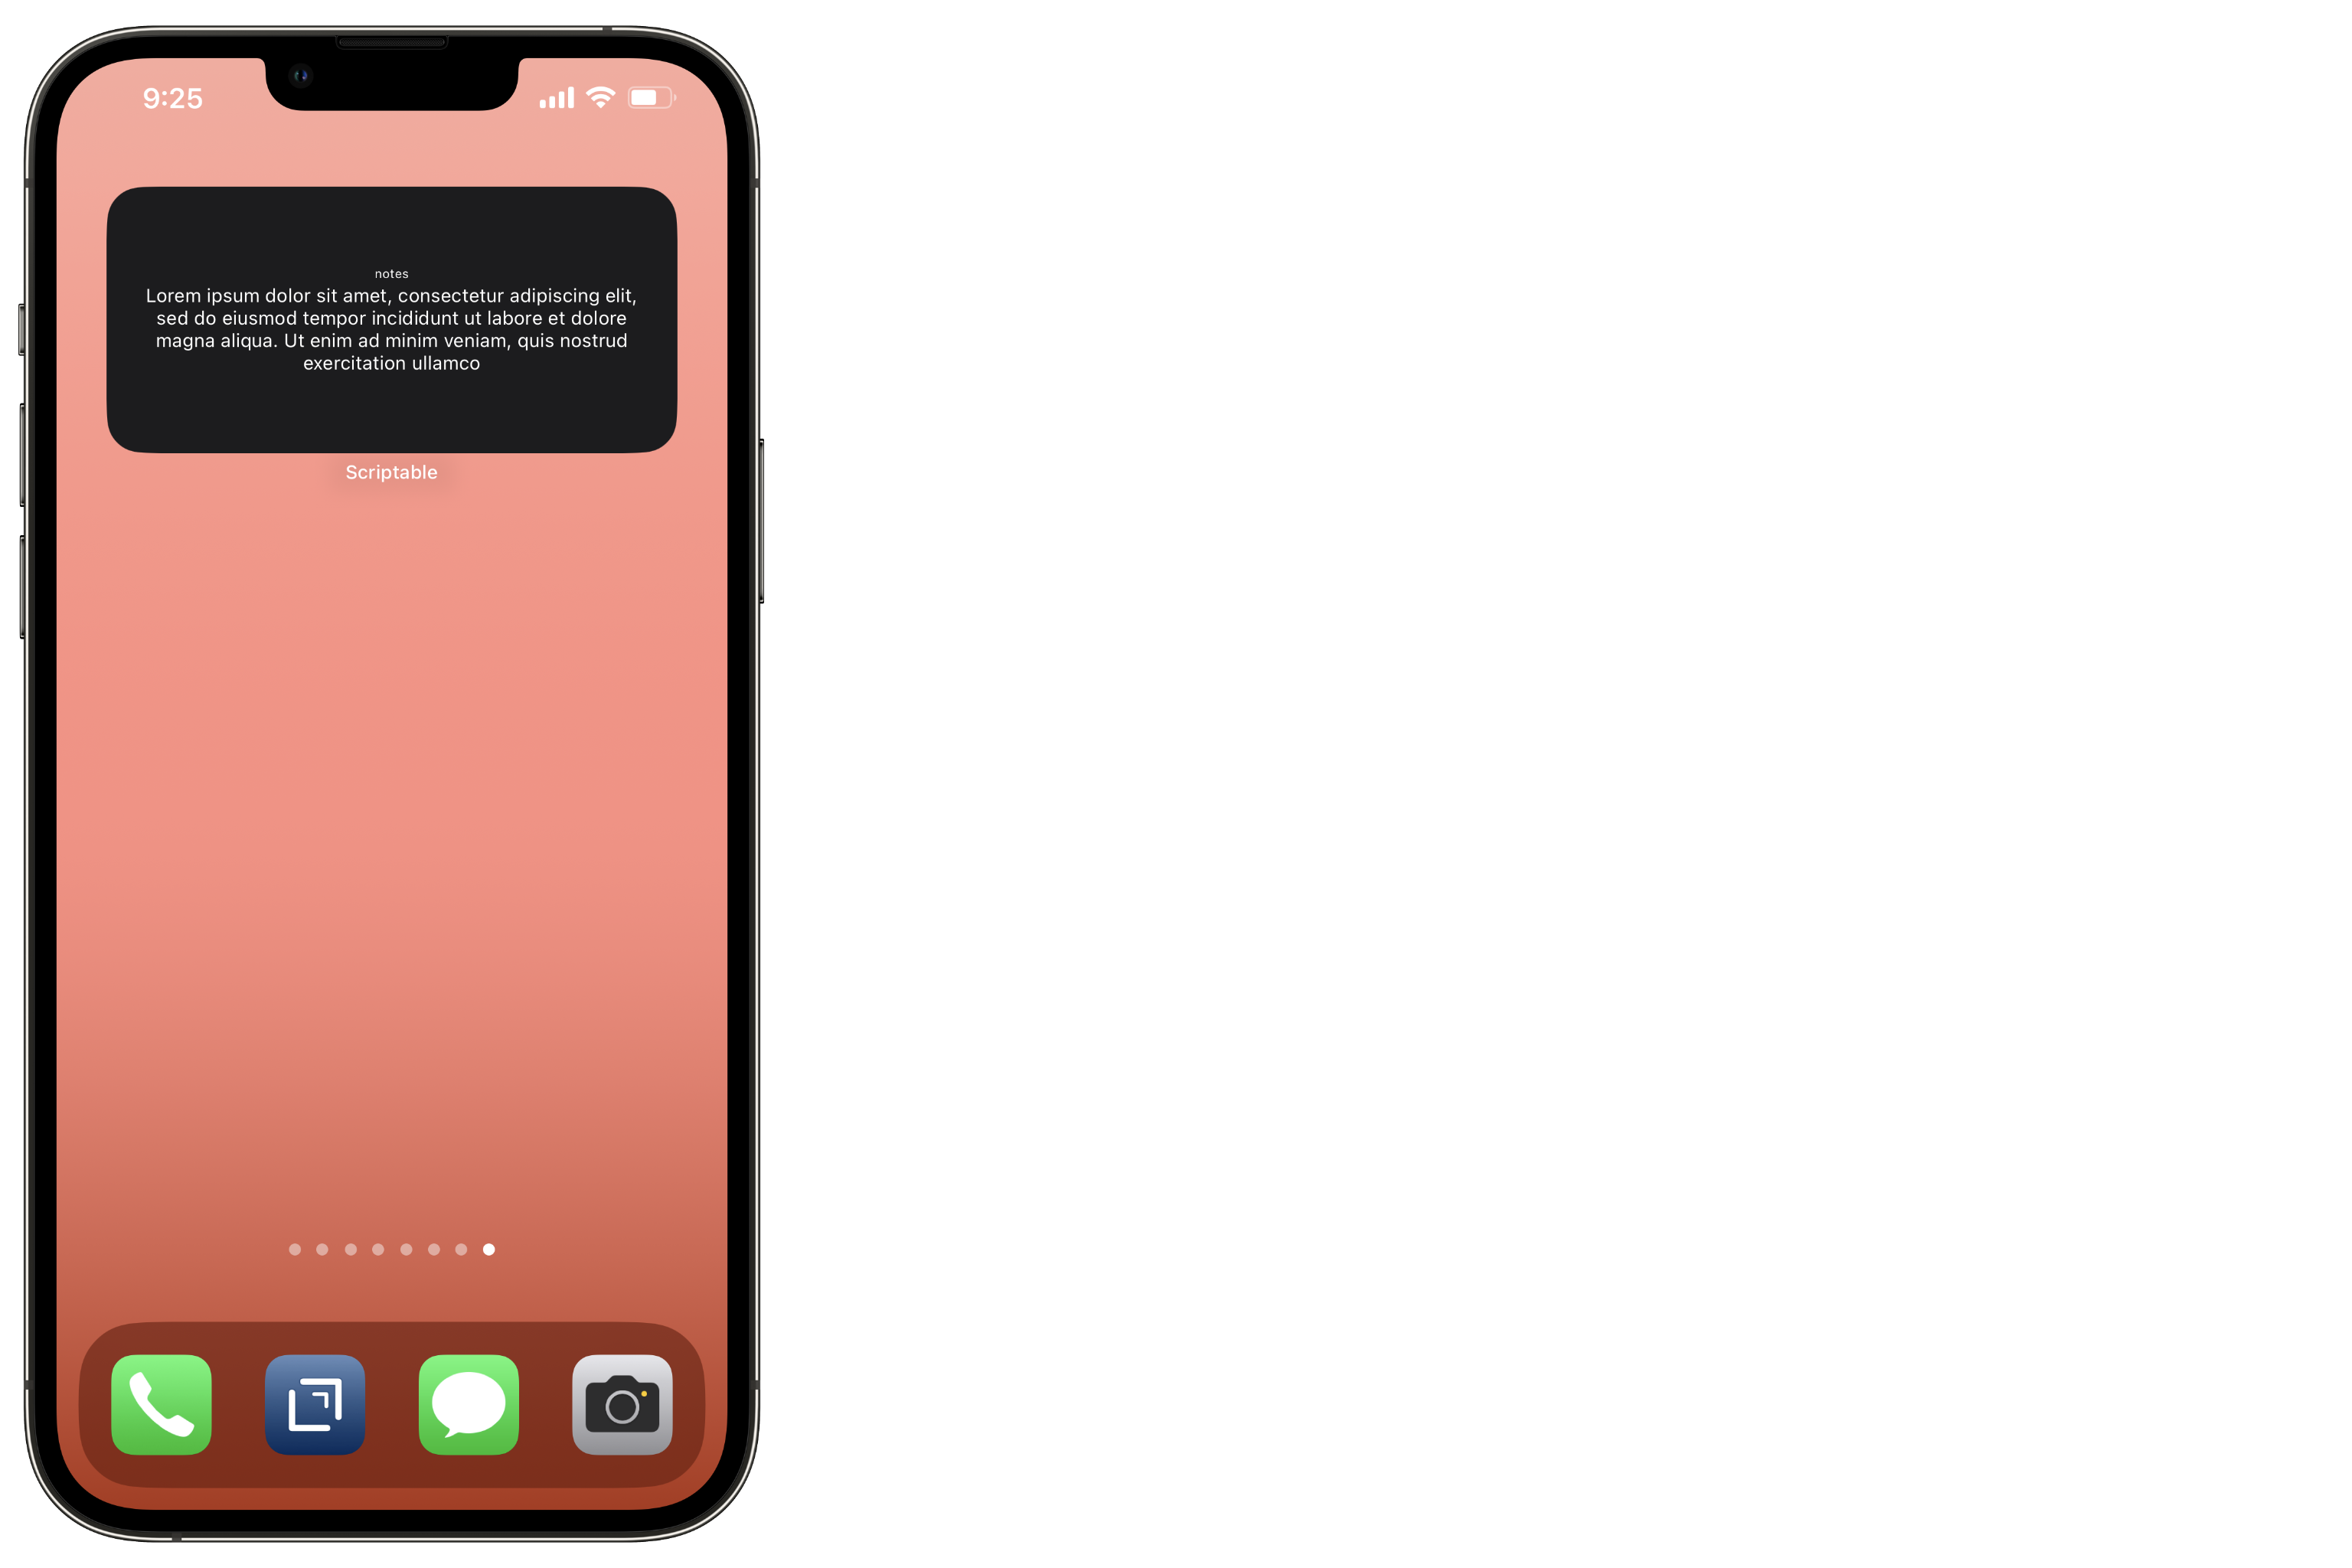 9:25
notes
Lorem ipsum dolor sit amet, consectetur adipiscing elit,
sed do eiusmod tempor incididunt ut labore et dolore
magna aliqua. Ut enim ad minim veniam, quis nostrud
exercitation ullamco
Scriptable